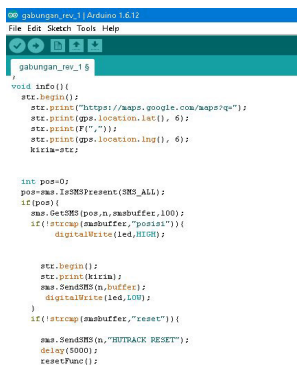 gabungan_rev_1 | Arduino 1.6.12
File Edit Sketch Tools Help
gabungan_rev_1 §
void info(){
str.begin();
str.print("https://maps.google.com/maps?q=");
str.print(gps.location.lat(), 6);
str.print(F(","));
str.print(gps.location.lng(), 6);
kirim=str;
int pos=0;
pos=sms.IsSMSPresent(SMS_ALL);
if(pos){
sms.GetSMS(pos,n,smsbuffer,100);
if(!strcmp(smsbuffer,"posisi")){
digitalWrite(led,HIGH);
str.begin();
str.print(kirim);
sms.SendSMS(n,buffer);
digitalWrite(led,LOW);
}
if(!strcmp(smsbuffer,"reset")){
sms.SendSMS(n,"HUTRACK RESET");
delay(5000);
resetFunc();